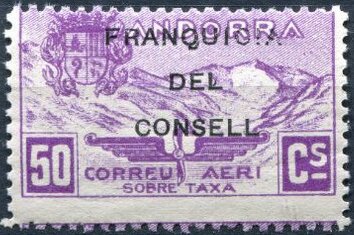 ANDORRA
FRANQUICIA
DEL
CONSELL
50 Cs
CORREU AERI
SOBRE TAXA